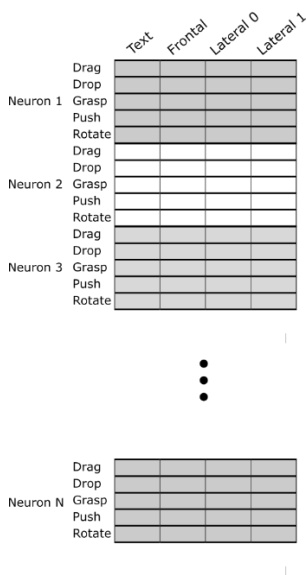 Text Frontal Lateral 0 Lateral 1
Drag
Drop
Neuron 1 Grasp
Push
Rotate
Drag
Drop
Neuron 2 Grasp
Push
Rotate
Drag
Drop
Neuron 3 Grasp
Push
Rotate
Drag
Drop
Neuron N Grasp
Push
Rotate